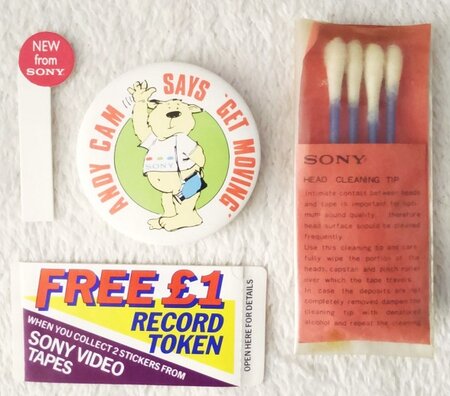 NEW
from
SONY
ANDY CAM SAYS 'GET MOVING'
SONY
SONY
HEAD CLEANING TIP
Intimate contact between heads
and tape is important for opti-
mum sound quality, therefore
head surface sould be cleaned
frequently.
Use this cleaning tip and care-
fully wipe the portion of the
heads, capstan and pinch roller
over which the tape travels.
In case the deposits are not
completely removed dampen the
cleaning tip with denatured
alcohol and repeat the cleaning
FREE £1
RECORD
TOKEN
WHEN YOU COLLECT 2 STICKERS FROM
SONY VIDEO
TAPES
OPEN HERE FOR DETAILS